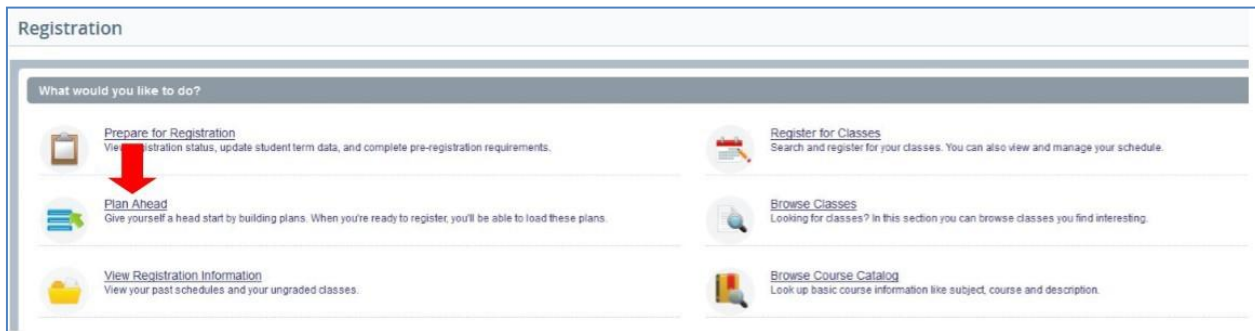 Registration
What would you like to do?
Prepare for Registration
View registration status, update student term data, and complete pre-registration requirements.
Plan Ahead
Give yourself a head start by building plans. When you're ready to register, you'll be able to load these plans.
View Registration Information
View your past schedules and your ungraded classes.
Register for Classes
Search and register for your classes. You can also view and manage your schedule.
Browse Classes
Looking for classes? In this section you can browse classes you find interesting.
Browse Course Catalog
Look up basic course information like subject, course and description.